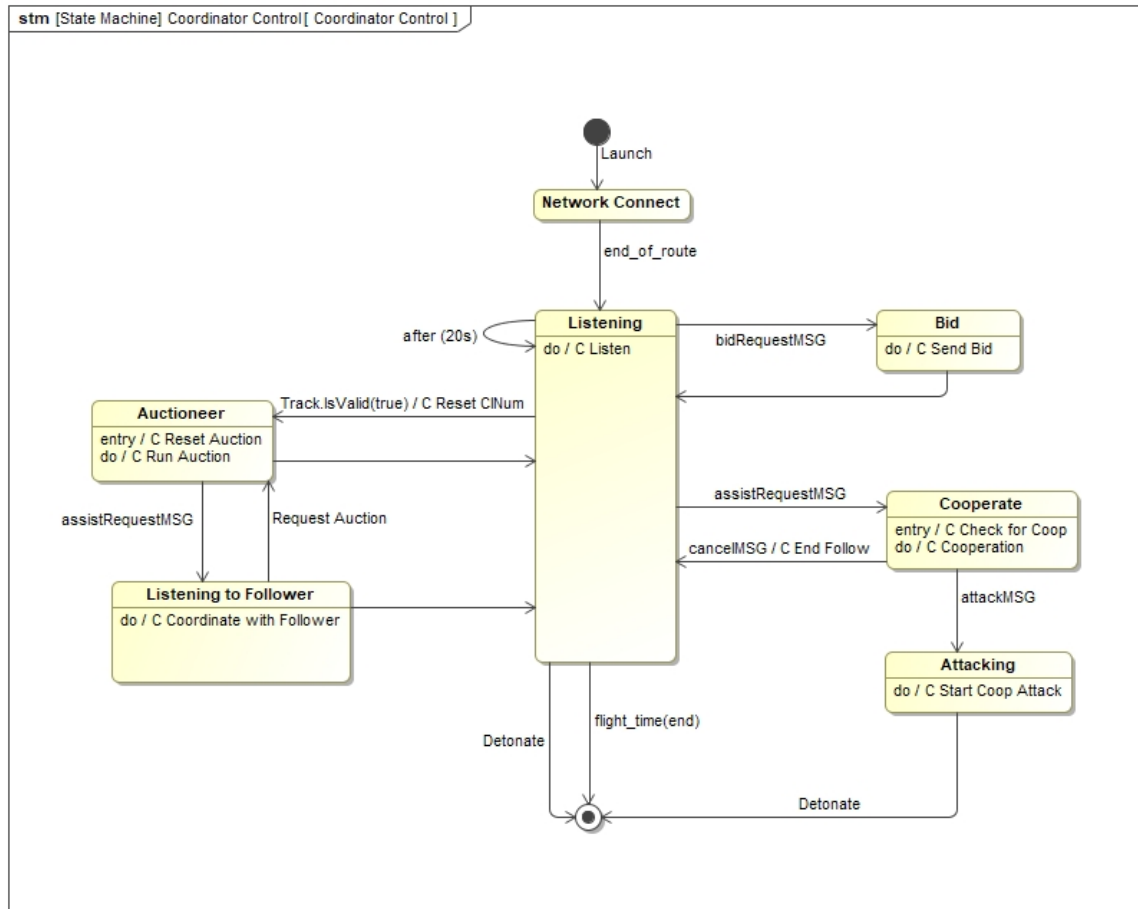 stm [State Machine] Coordinator Control[ Coordinator Control ]
Launch
Network Connect
end_of_route
Listening
do / C Listen
after (20s)
bidRequestMSG
Bid
do / C Send Bid
Track.IsValid(true) / C Reset ClNum
Auctioneer
entry / C Reset Auction
do / C Run Auction
assistRequestMSG
Request Auction
Listening to Follower
do / C Coordinate with Follower
assistRequestMSG
Cooperate
entry / C Check for Coop
do / C Cooperation
cancelMSG / C End Follow
attackMSG
Attacking
do / C Start Coop Attack
flight_time(end)
Detonate
Detonate